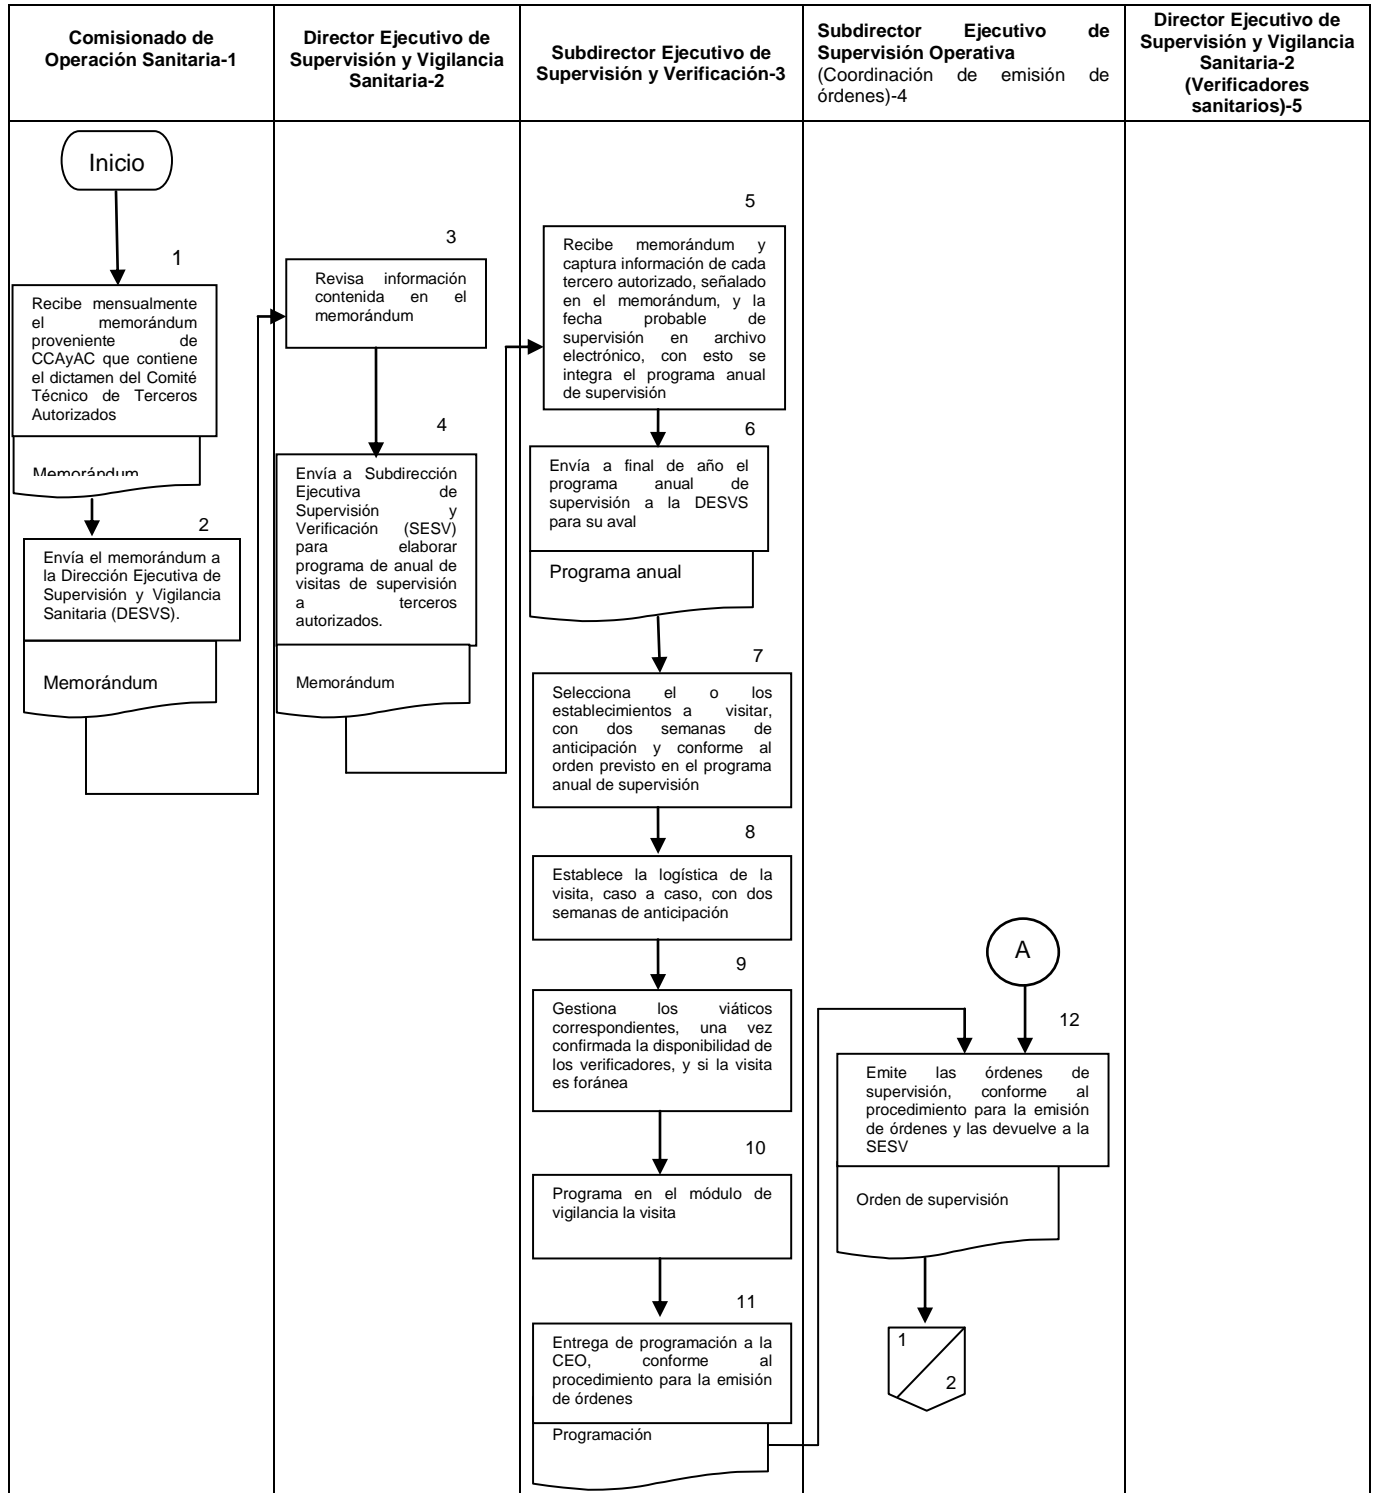 Comisionado de
Operación Sanitaria-1
Director Ejecutivo de
Supervisión y Vigilancia
Sanitaria-2
Subdirector Ejecutivo de
Supervisión y Verificación-3
Subdirector Ejecutivo de
Supervisión Operativa
(Coordinación de emisión de
órdenes)-4
Director Ejecutivo de
Supervisión y Vigilancia
Sanitaria-2
(Verificadores
sanitarios)-5
Inicio
1
Recibe mensualmente
el memorándum
proveniente de
CCAyAC que contiene
el dictamen del Comité
Técnico de Terceros
Autorizados
Memorándum
2
Envía el memorándum a
la Dirección Ejecutiva de
Supervisión y Vigilancia
Sanitaria (DESVS).
Memorándum
3
Revisa información
contenida en el
memorándum
4
Envía a Subdirección
Ejecutiva de
Supervisión y
Verificación (SESV)
para elaborar
programa de anual de
visitas de supervisión
a terceros
autorizados.
Memorándum
5
Recibe memorándum y
captura información de cada
tercero autorizado, señalado
en el memorándum, y la
fecha probable de
supervisión en archivo
electrónico, con esto se
integra el programa anual
de supervisión
6
Envía a final de año el
programa anual de
supervisión a la DESVS
para su aval
Programa anual
7
Selecciona el o los
establecimientos a visitar,
con dos semanas de
anticipación y conforme al
orden previsto en el programa
anual de supervisión
8
Establece la logística de la
visita, caso a caso, con dos
semanas de anticipación
9
Gestiona los viáticos
correspondientes, una vez
confirmada la disponibilidad de
los verificadores, y si la visita
es foránea
10
Programa en el módulo de
vigilancia la visita
11
Entrega de programación a la
CEO, conforme al
procedimiento para la emisión
de órdenes
Programación
A
12
Emite las órdenes de
supervisión, conforme al
procedimiento para la emisión
de órdenes y las devuelve a la
SESV
Orden de supervisión
1
2